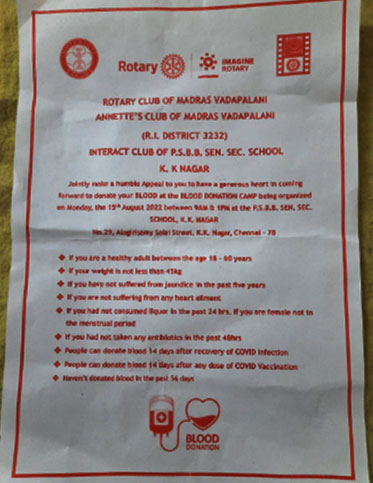 Rotary
IMAGINE
ROTARY
ROTARY CLUB OF MADRAS VADAPALANI
ANNETTE'S CLUB OF MADRAS VADAPALANI
(R.I. DISTRICT 3232)
INTERACT CLUB OF P.S.B.B. SEN. SEC. SCHOOL
K. K NAGAR
Jointly make a humble Appeal to you to have a generous heart in coming
forward to donate your BLOOD at the BLOOD DONATION CAMP being organized
on Monday, the 15th August 2022 between 9AM & 1PM at the P.S.B.B. SEN. SEC.
SCHOOL, K.K. NAGAR
No.29, Alagiriswamy Salai Street, K.K. Nagar, Chennai - 78
❖ If you are a healthy adult between the age 18 - 60 years
❖ If your weight is not less than 45kg
❖ If you have not suffered from jaundice in the past five years
❖ If you are not suffering from any heart ailment
❖ If you had not consumed liquor in the past 24 hrs. If you are female not in
the menstrual period
❖ If you had not taken any antibiotics in the past 48hrs
❖ People can donate blood 14 days after recovery of COVID infection
❖ People can donate blood 14 days after any dose of COVID Vaccination
❖ Haven't donated blood in the past 56 days
BLOOD
DONATION